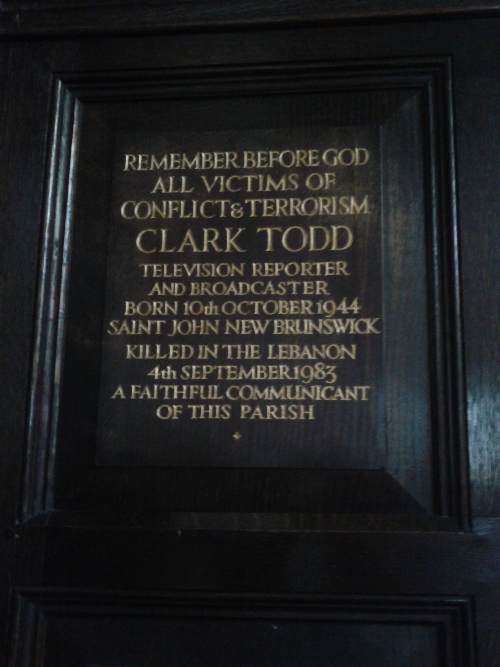 REMEMBER BEFORE GOD
ALL VICTIMS OF
CONFLICT & TERRORISM
CLARK TODD
TELEVISION REPORTER
AND BROADCASTER
BORN 10th OCTOBER 1944
SAINT JOHN NEW BRUNSWICK
KILLED IN THE LEBANON
4th SEPTEMBER 1983
A FAITHFUL COMMUNICANT
OF THIS PARISH